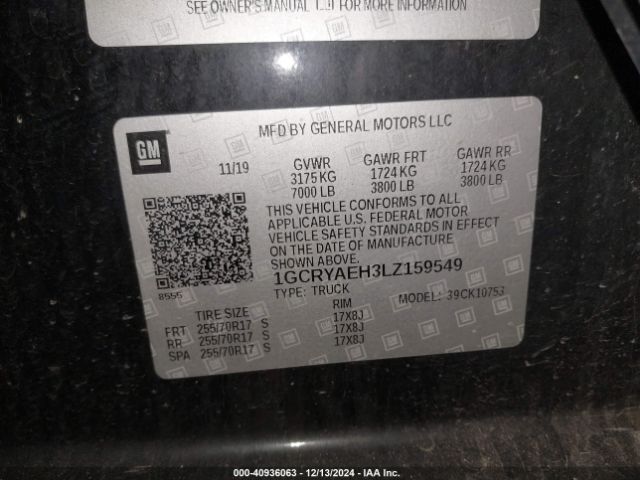 SEE OWNER'S MANUAL FOR MORE INFORMATION
GM
MFD BY GENERAL MOTORS LLC
11/19
GVWR GAWR FRT GAWR RR
3175 KG 1724 KG 1724 KG
7000 LB 3800 LB 3800 LB
THIS VEHICLE CONFORMS TO ALL
APPLICABLE U.S. FEDERAL MOTOR
VEHICLE SAFETY STANDARDS IN EFFECT
ON THE DATE OF MANUFACTURE
SHOWN ABOVE.
1GCRYAEH3LZ159549
TYPE: TRUCK MODEL: 39CK10753
8555
TIRE SIZE RIM
FRT 255/70R17 S 17X8J
RR 255/70R17 S 17X8J
SPA 255/70R17 S 17X8J
000-40936063 — 12/13/2024 — IAA Inc.